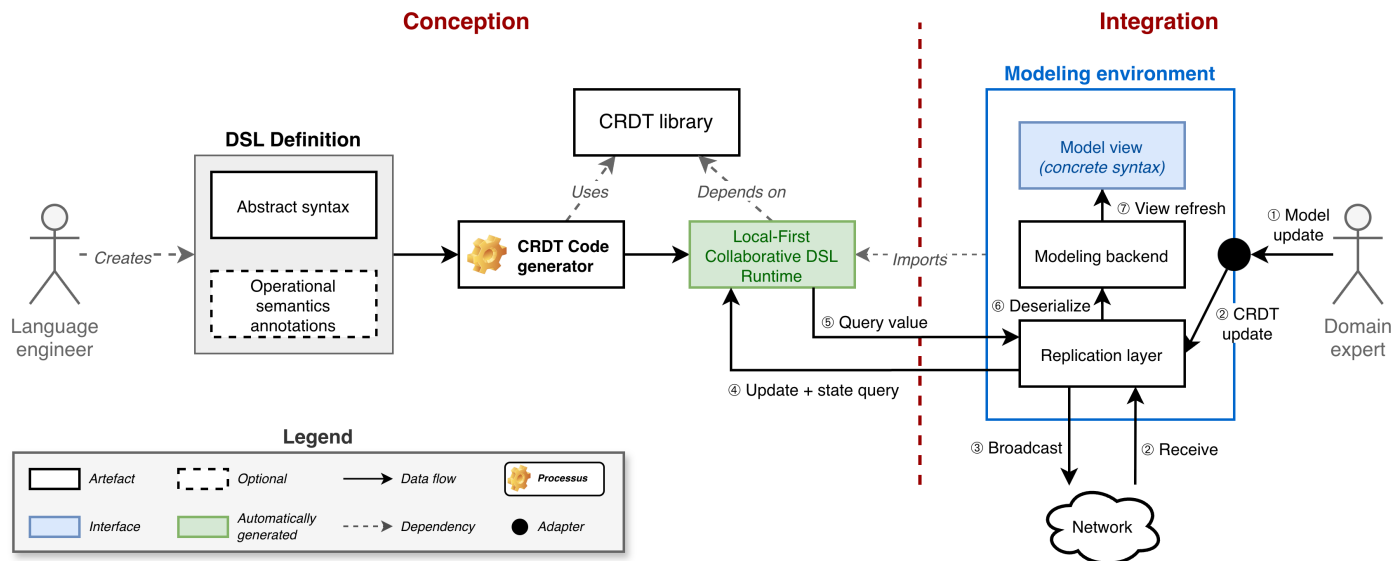 Conception
Integration
Modeling environment
DSL Definition
CRDT library
Model view
(concrete syntax)
Abstract syntax
Uses
Depends on
⑦ View refresh
① Model
update
Creates
CRDT Code
generator
Local-First
Collaborative DSL
Runtime
Imports
Modeling backend
Operational
semantics
annotations
⑥ Deserialize
② CRDT
update
Language
engineer
⑤ Query value
Replication layer
Domain
expert
④ Update + state query
③ Broadcast
② Receive
Network
Legend
Artefact
Optional
Data flow
Processus
Interface
Automatically
generated
Dependency
Adapter